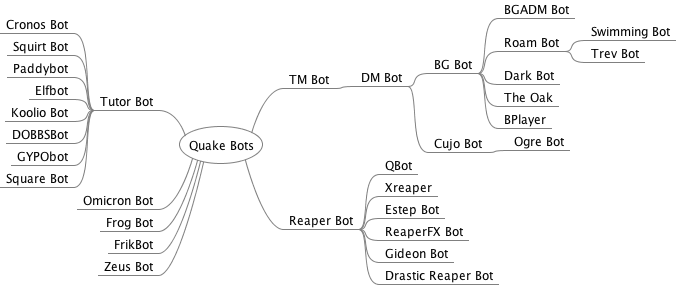 Cronos Bot
Squirt Bot
Paddybot
Elfbot
Koolio Bot
DOBBSBot
GYPObot
Square Bot
Tutor Bot
Omicron Bot
Frog Bot
FrikBot
Zeus Bot
Quake Bots
TM Bot
DM Bot
BG Bot
BGADM Bot
Roam Bot
Swimming Bot
Trev Bot
Dark Bot
The Oak
BPlayer
Cujo Bot
Ogre Bot
Reaper Bot
QBot
Xreaper
Estep Bot
ReaperFX Bot
Gideon Bot
Drastic Reaper Bot